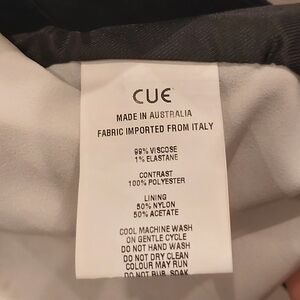 CUE
MADE IN AUSTRALIA
FABRIC IMPORTED FROM ITALY
99% VISCOSE
1% ELASTANE
CONTRAST
100% POLYESTER
LINING
50% NYLON
50% ACETATE
COOL MACHINE WASH
ON GENTLE CYCLE
DO NOT HAND WASH
DO NOT DRY CLEAN
COLOUR MAY RUN
DO NOT RUB, SOAK